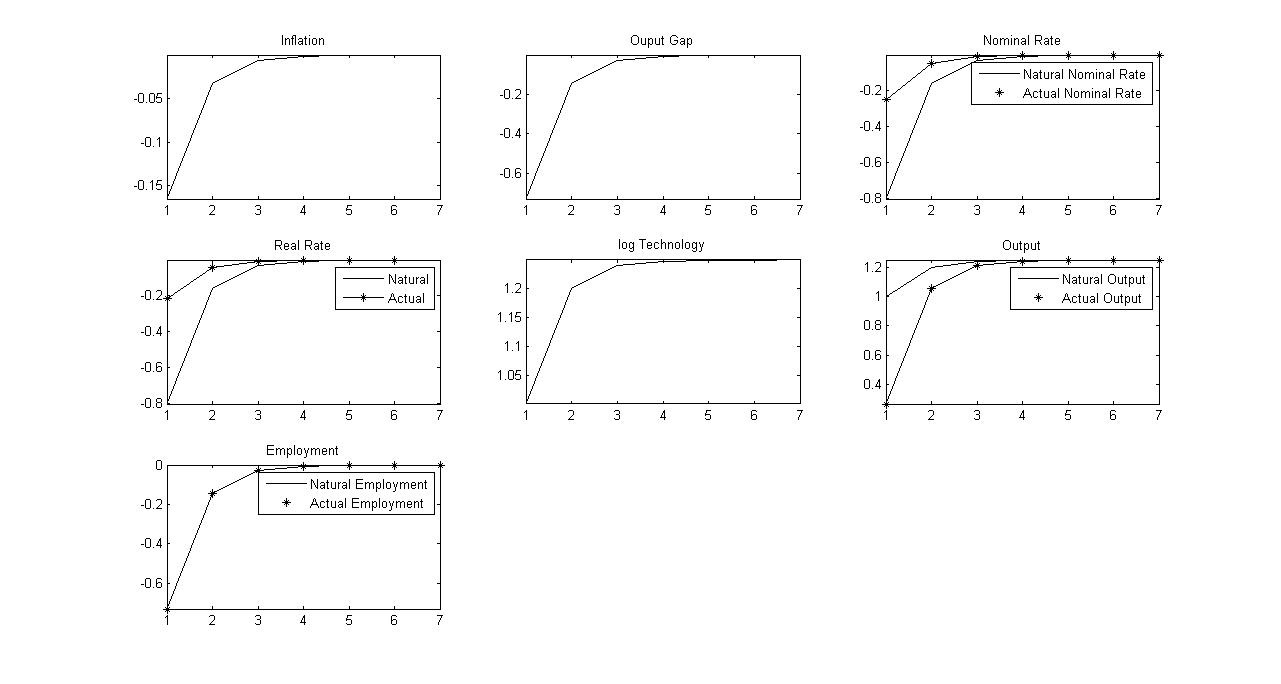 Inflation
-0.05
-0.1
-0.15
1 2 3 4 5 6 7
Ouput Gap
-0.2
-0.4
-0.6
1 2 3 4 5 6 7
Nominal Rate
-0.2
-0.4
-0.6
-0.8
1 2 3 4 5 6 7
Natural Nominal Rate
Actual Nominal Rate
Real Rate
-0.2
-0.4
-0.6
-0.8
1 2 3 4 5 6 7
Natural
Actual
log Technology
1.2
1.15
1.1
1.05
1 2 3 4 5 6 7
Output
1.2
1
0.8
0.6
0.4
1 2 3 4 5 6 7
Natural Output
Actual Output
Employment
0
-0.2
-0.4
-0.6
1 2 3 4 5 6 7
Natural Employment
Actual Employment